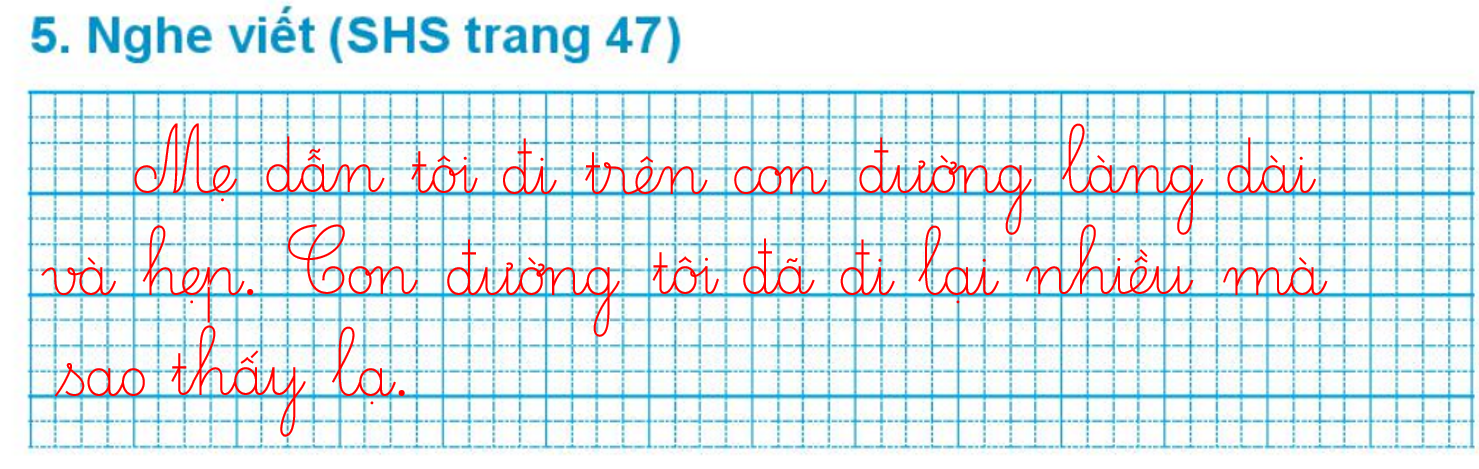 5. Nghe viết (SHS trang 47)
Mẹ dẫn tôi đi trên con đường làng dài
và hẹp. Con đường tôi đã đi lại nhiều mà
sao thấy lạ.